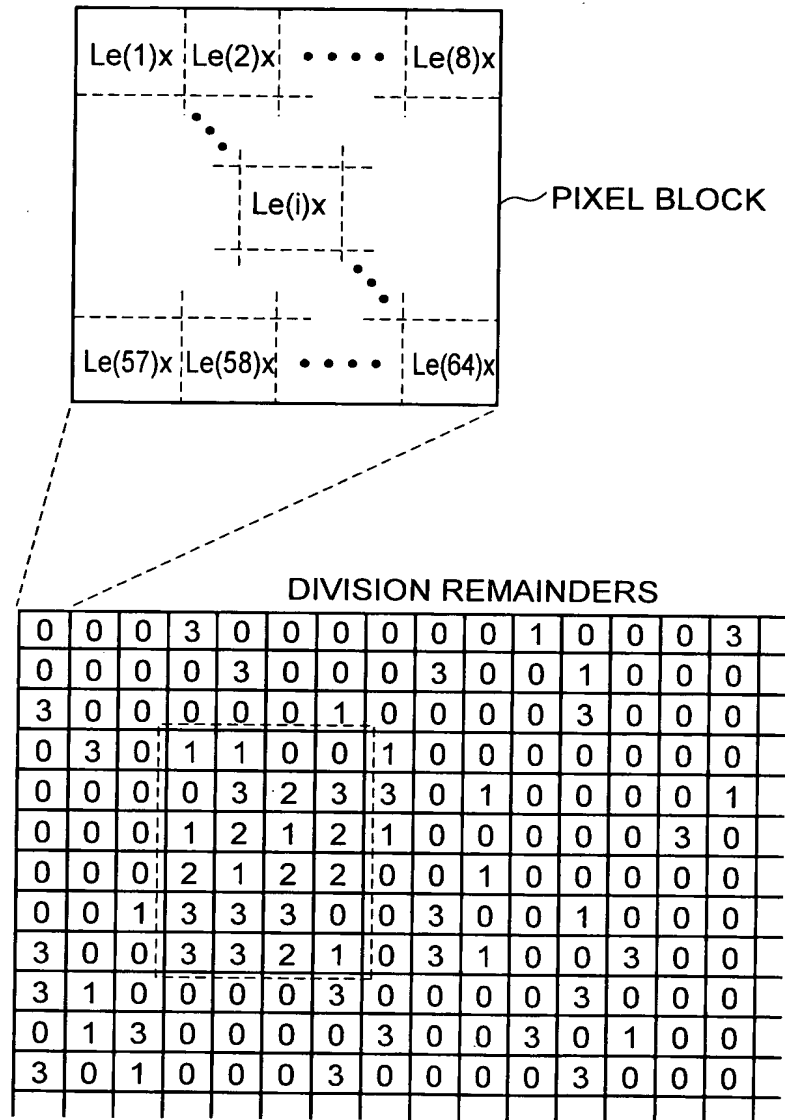 Le(1)x Le(2)x • • • • Le(8)x
Le(i)x
PIXEL BLOCK
Le(57)x Le(58)x • • • • Le(64)x
DIVISION REMAINDERS
0 0 0 3 0 0 0 0 0 0 1 0 0 0 3
0 0 0 0 3 0 0 0 3 0 0 1 0 0 0
3 0 0 0 0 0 1 0 0 0 0 3 0 0 0
0 3 0 1 1 0 0 1 0 0 0 0 0 0 0
0 0 0 0 3 2 3 3 0 1 0 0 0 0 1
0 0 0 1 2 1 2 1 0 0 0 0 0 3 0
0 0 0 2 1 2 2 0 0 1 0 0 0 0 0
0 0 1 3 3 3 0 0 3 0 0 1 0 0 0
3 0 0 3 3 2 1 0 3 1 0 0 3 0 0
3 1 0 0 0 0 3 0 0 0 0 3 0 0 0
0 1 3 0 0 0 0 3 0 0 3 0 1 0 0
3 0 1 0 0 0 3 0 0 0 0 3 0 0 0